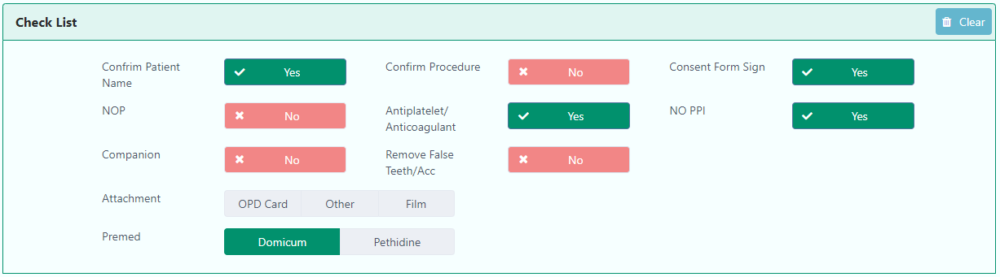 Check List
Clear
Confrim Patient
Name
Yes
Confirm Procedure
No
Consent Form Sign
Yes
NOP
No
Antiplatelet/
Anticoagulant
Yes
NO PPI
Yes
Companion
No
Remove False
Teeth/Acc
No
Attachment
OPD Card
Other
Film
Premed
Domicum
Pethidine